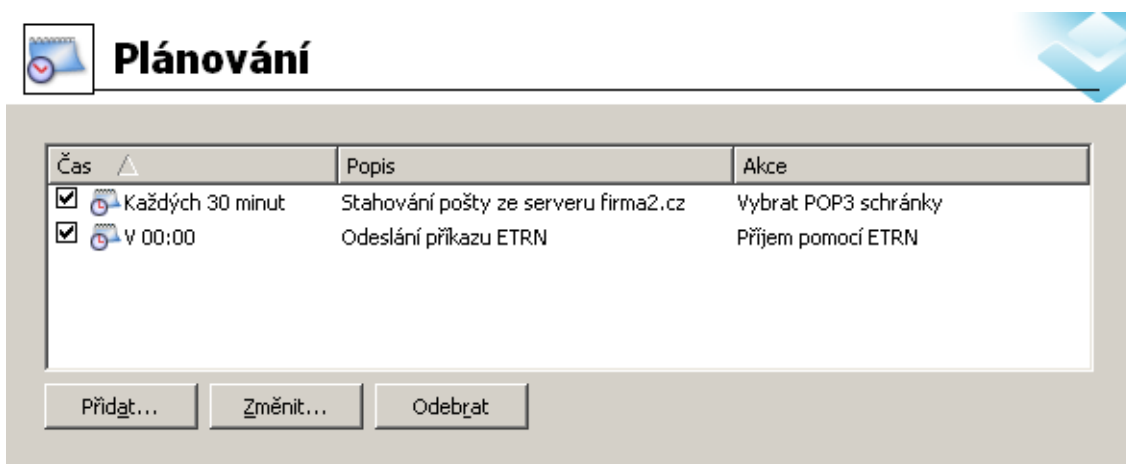 Plánování
Čas Popis Akce
Každých 30 minut Stahování pošty ze serveru firma2.cz Vybrat POP3 schránky
V 00:00 Odeslání příkazu ETRN Příjem pomocí ETRN
Přidat... Změnit... Odebrat